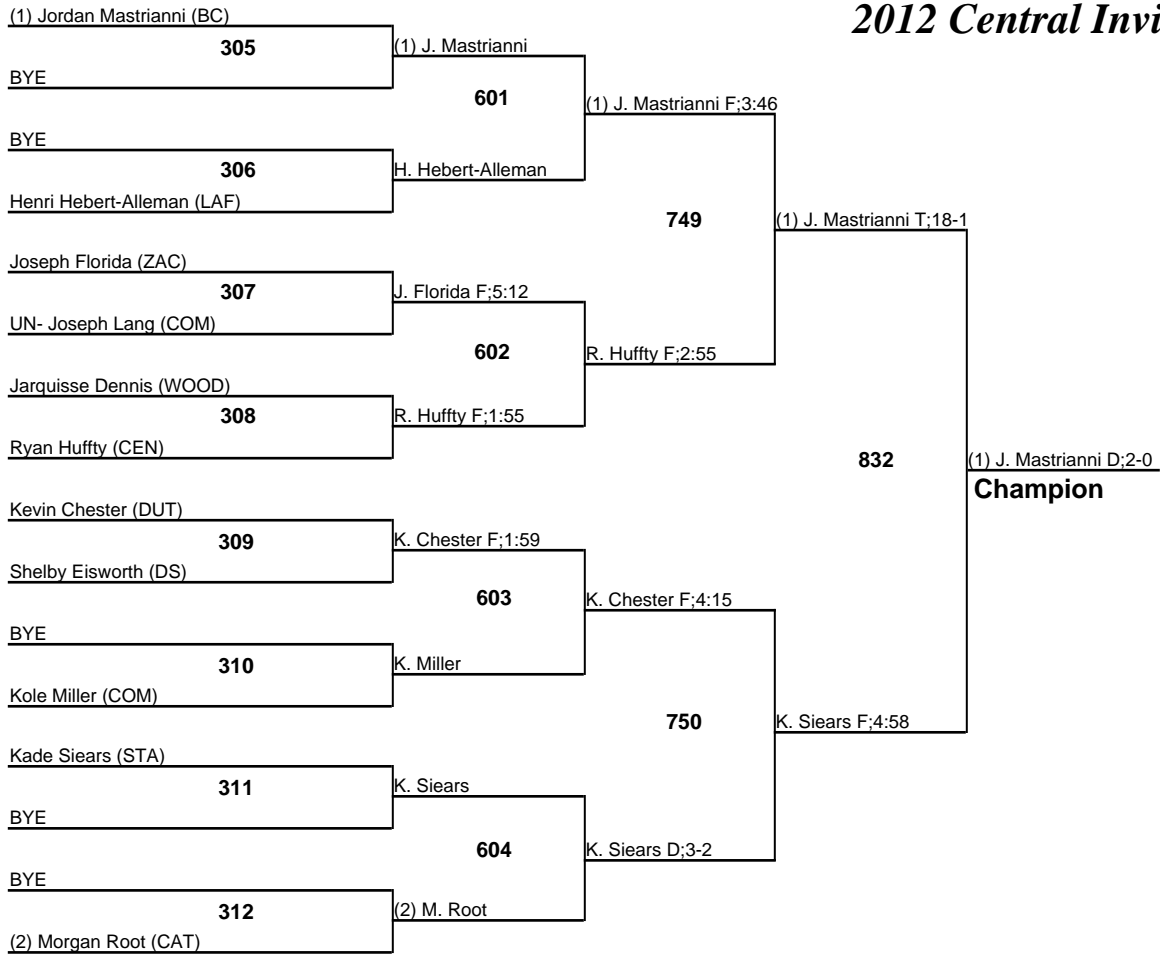 2012 Central Invi
(1) Jordan Mastrianni (BC)
305
BYE
(1) J. Mastrianni
601
BYE
306
Henri Hebert-Alleman (LAF)
H. Hebert-Alleman
(1) J. Mastrianni F;3:46
749
Joseph Florida (ZAC)
307
UN- Joseph Lang (COM)
J. Florida F;5:12
602
Jarquisse Dennis (WOOD)
308
Ryan Huffty (CEN)
R. Huffty F;1:55
R. Huffty F;2:55
(1) J. Mastrianni T;18-1
832
(1) J. Mastrianni D;2-0
Champion
Kevin Chester (DUT)
309
Shelby Eisworth (DS)
K. Chester F;1:59
603
BYE
310
Kole Miller (COM)
K. Miller
K. Chester F;4:15
750
Kade Siears (STA)
311
BYE
K. Siears
604
BYE
312
(2) Morgan Root (CAT)
(2) M. Root
K. Siears D;3-2
K. Siears F;4:58